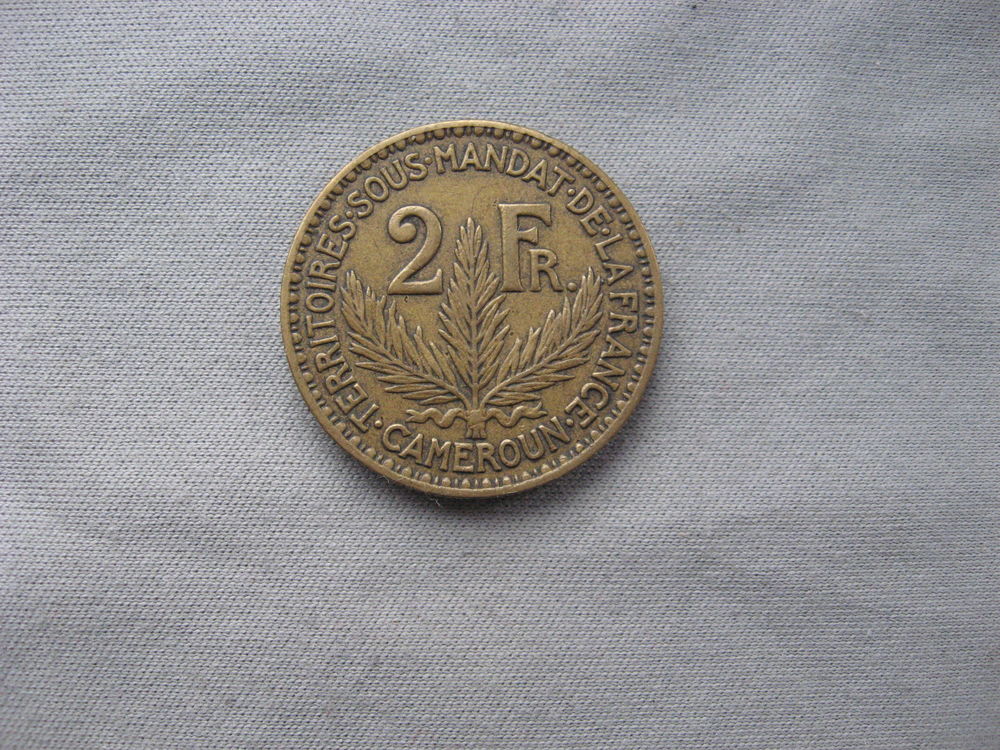 TERRITOIRES·SOUS·MANDAT·DE·LA FRANCE
2 FR.
·CAMEROUN·